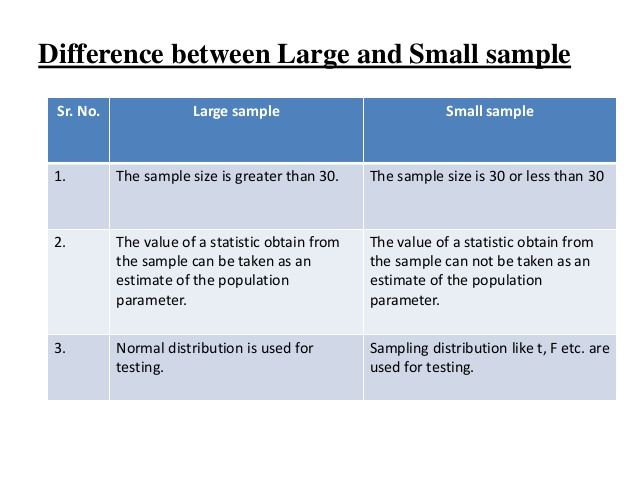 Difference between Large and Small sample
Sr. No.
Large sample
Small sample
1.
The sample size is greater than 30.
The sample size is 30 or less than 30
2.
The value of a statistic obtain from
the sample can be taken as an
estimate of the population
parameter.
The value of a statistic obtain from
the sample can not be taken as an
estimate of the population
parameter.
3.
Normal distribution is used for
testing.
Sampling distribution like t, F etc. are
used for testing.